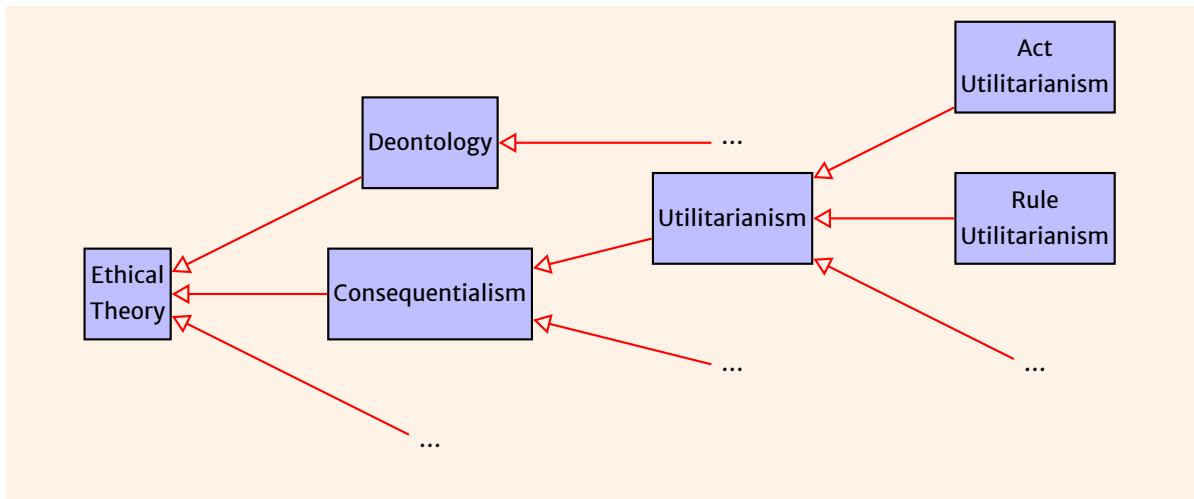 Act
Utilitarianism
Deontology
...
Utilitarianism
Rule
Utilitarianism
Ethical
Theory
Consequentialism
...
...
...